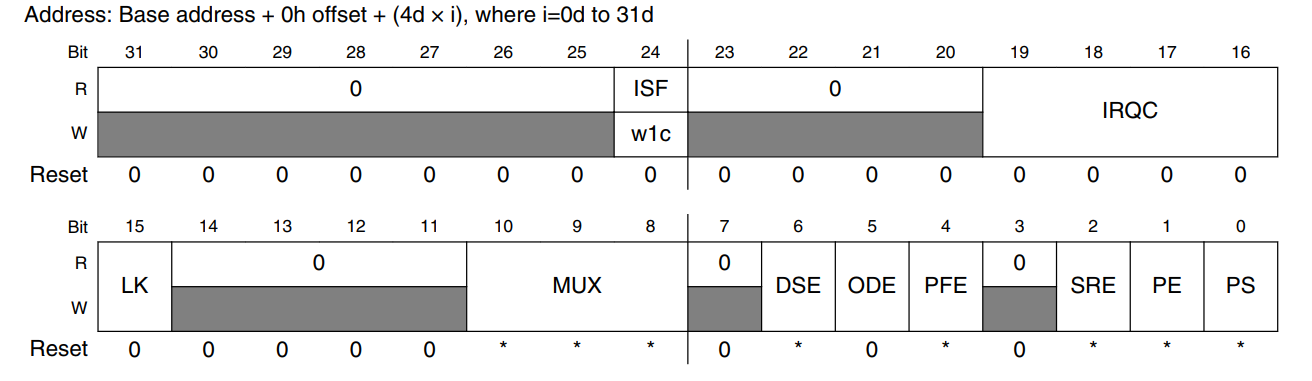 Address: Base address + 0h offset + (4d × i), where i=0d to 31d
Bit 31 30 29 28 27 26 25 24 23 22 21 20 19 18 17 16
R 0 ISF 0 IRQC
W w1c
Reset 0 0 0 0 0 0 0 0 0 0 0 0 0 0 0 0
Bit 15 14 13 12 11 10 9 8 7 6 5 4 3 2 1 0
R LK 0 MUX 0 DSE ODE PFE 0 SRE PE PS
W
Reset 0 0 0 0 0 * * * 0 * 0 * 0 * * *